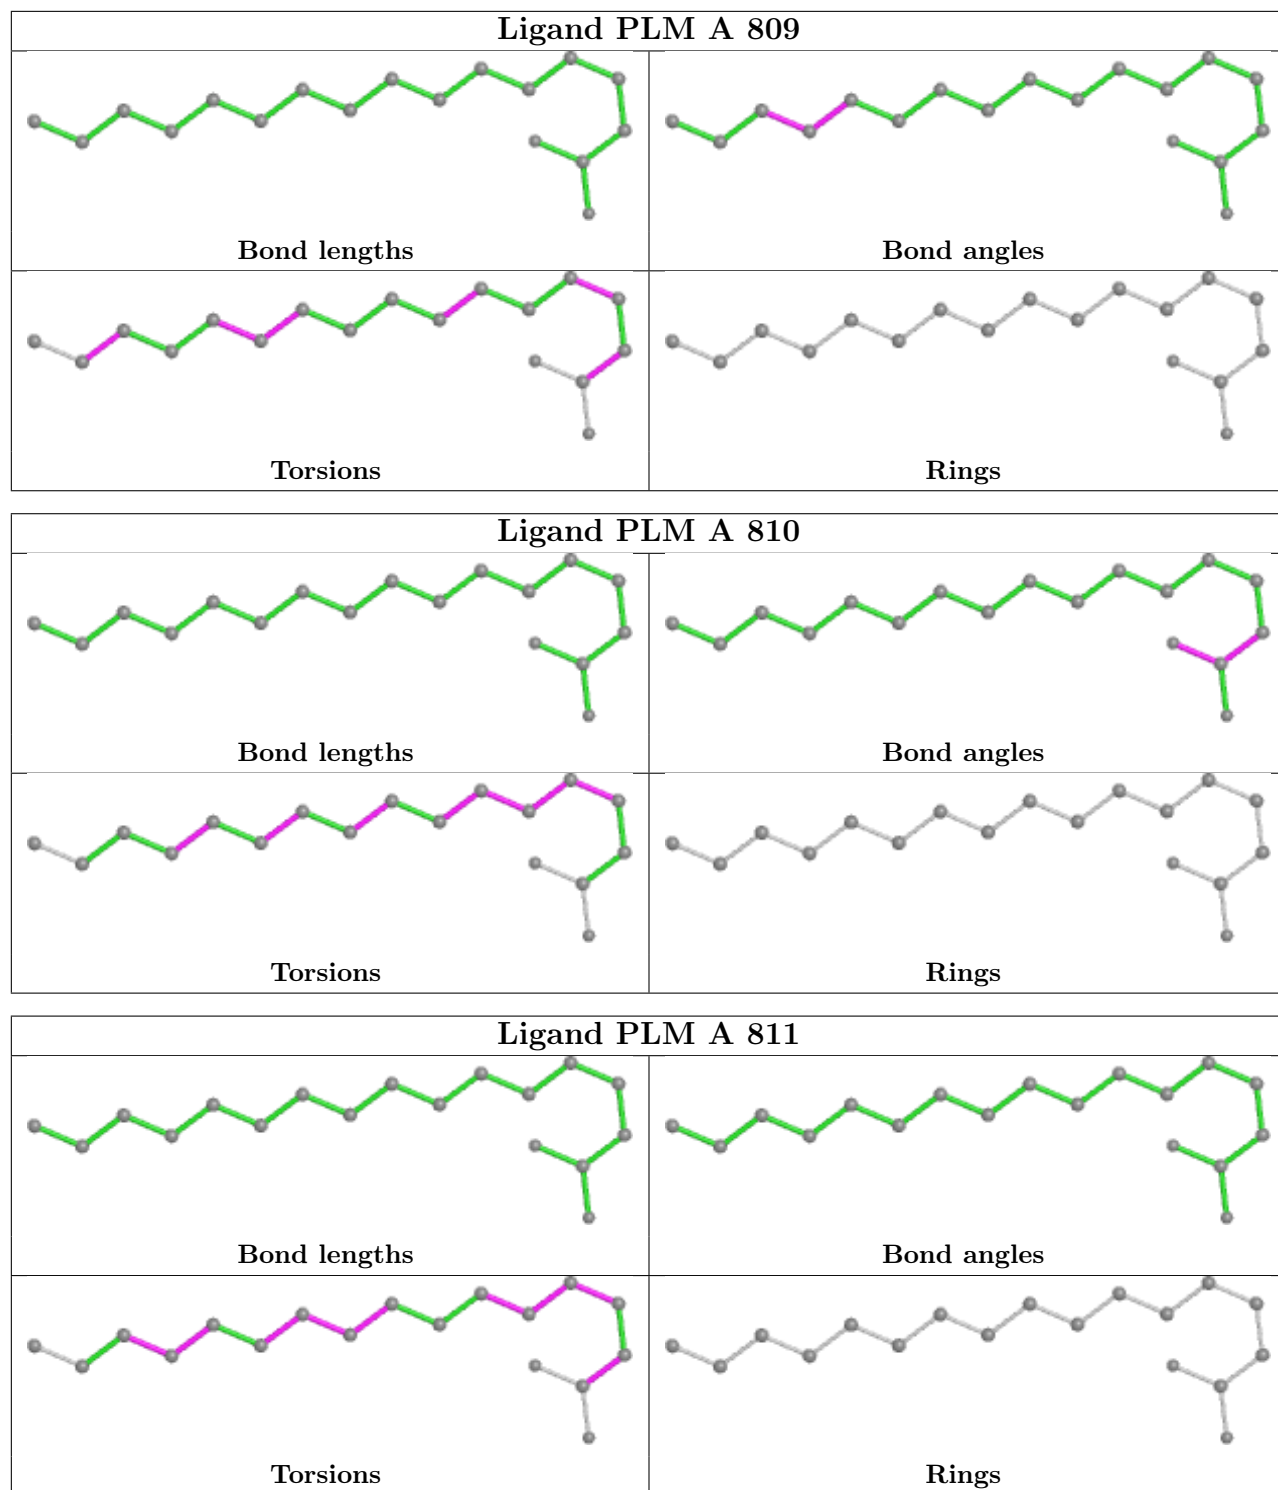 Ligand PLM A 809
Bond lengths
Bond angles
Torsions
Rings
Ligand PLM A 810
Bond lengths
Bond angles
Torsions
Rings
Ligand PLM A 811
Bond lengths
Bond angles
Torsions
Rings